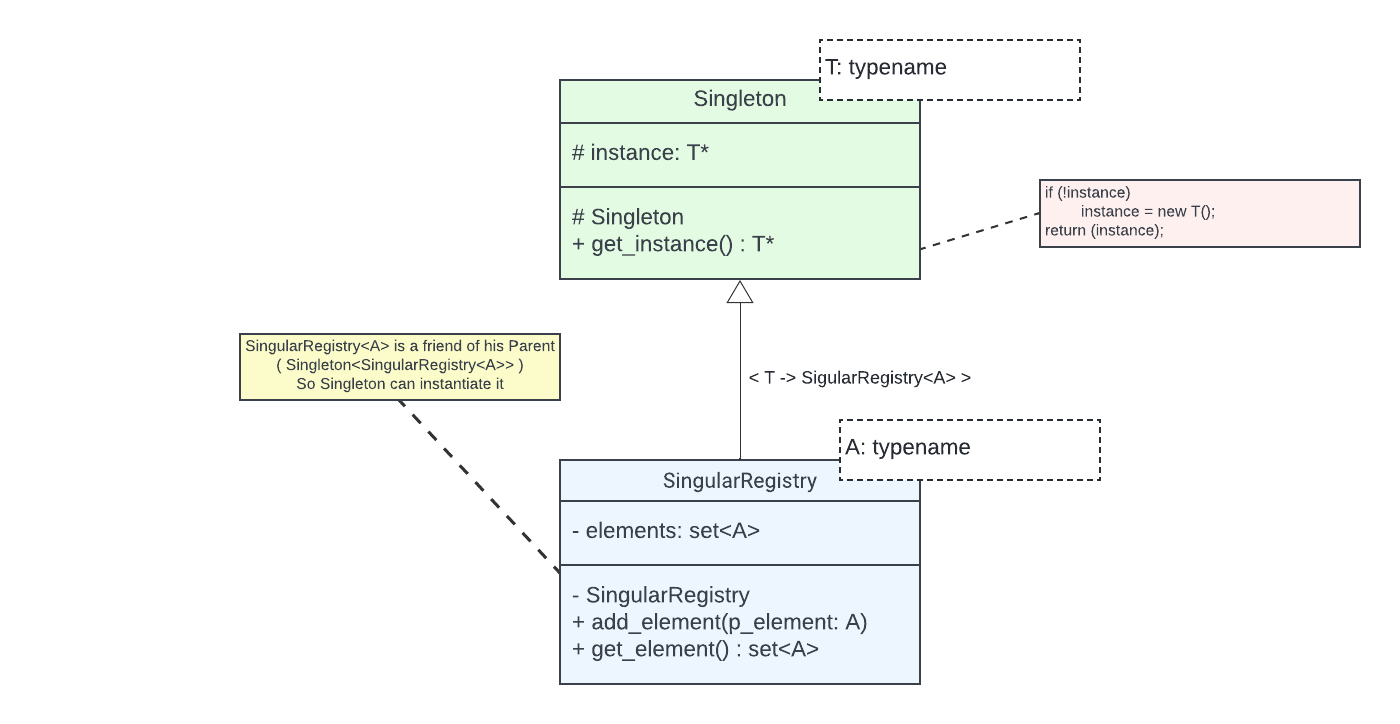 T: typename
Singleton
# instance: T*
# Singleton
+ get_instance() : T*
if (!instance)
instance = new T();
return (instance);
SingularRegistry<A> is a friend of his Parent
( Singleton<SingularRegistry<A>> )
So Singleton can instantiate it
< T -> SigularRegistry<A> >
A: typename
SingularRegistry
- elements: set<A>
- SingularRegistry
+ add_element(p_element: A)
+ get_element() : set<A>